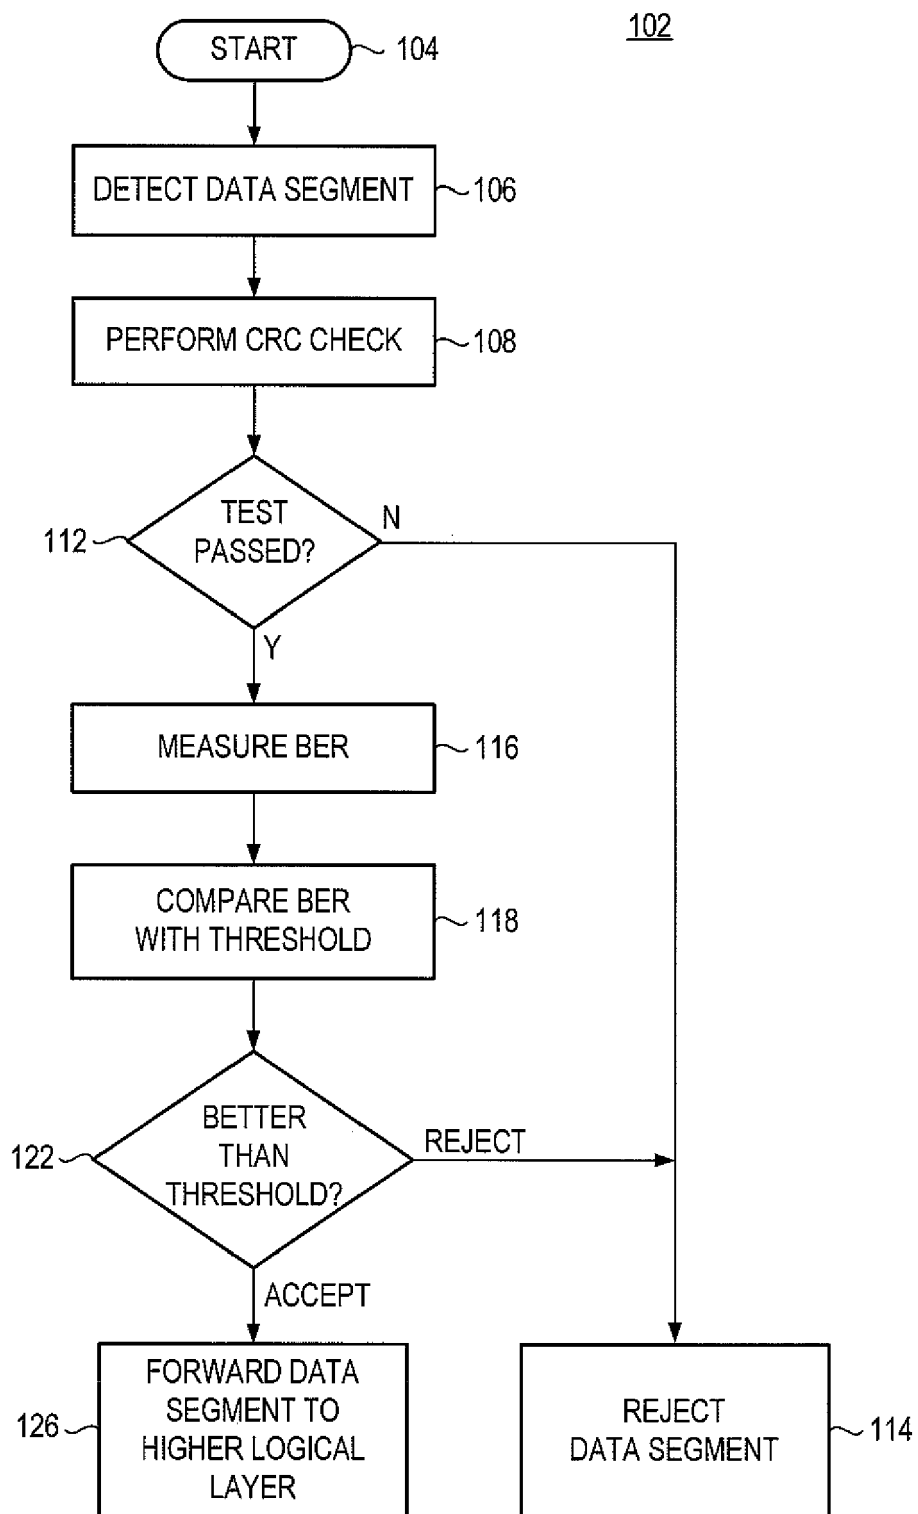 102
START
104
DETECT DATA SEGMENT
106
PERFORM CRC CHECK
108
TEST
PASSED?
112
N
Y
MEASURE BER
116
COMPARE BER
WITH THRESHOLD
118
BETTER
THAN
THRESHOLD?
122
REJECT
ACCEPT
FORWARD DATA
SEGMENT TO
HIGHER LOGICAL
LAYER
126
REJECT
DATA SEGMENT
114